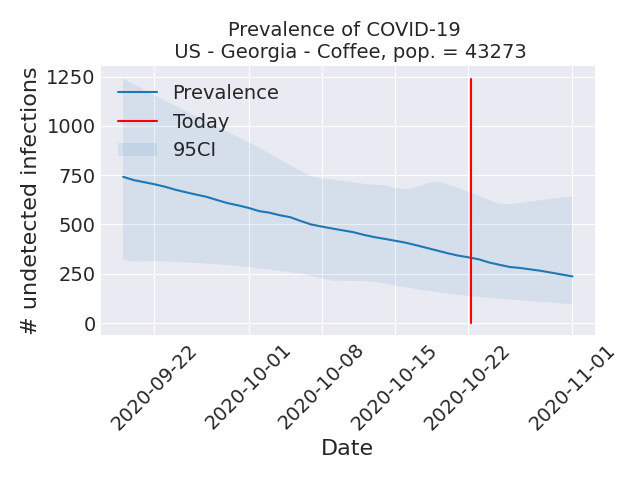 Prevalence of COVID-19
US - Georgia - Coffee, pop. = 43273
# undetected infections
1250
1000
750
500
250
0
Prevalence
Today
95CI
2020-09-22
2020-10-01
2020-10-08
2020-10-15
2020-10-22
2020-11-01
Date